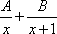 A/x + B/(x+1)